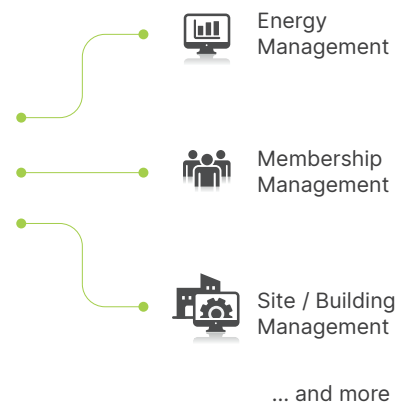 Energy
Management
Membership
Management
Site / Building
Management
... and more